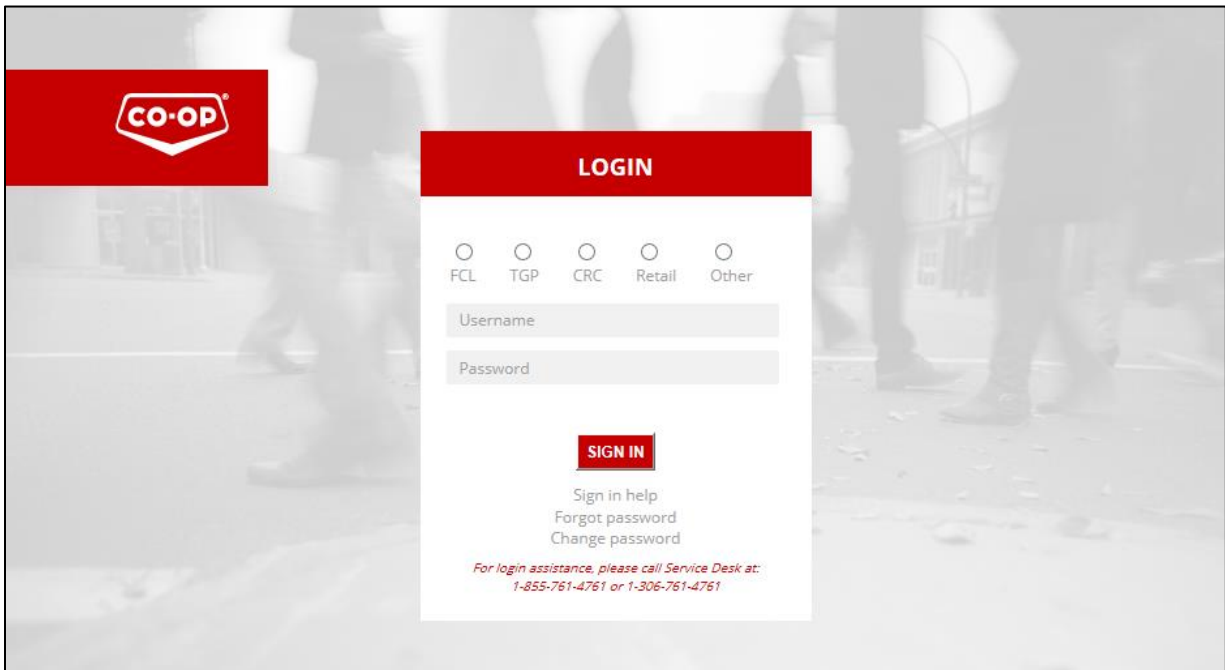 CO-OP®
LOGIN
FCL TGP CRC Retail Other
Username
Password
SIGN IN
Sign in help
Forgot password
Change password
For login assistance, please call Service Desk at:
1-855-761-4761 or 1-306-761-4761